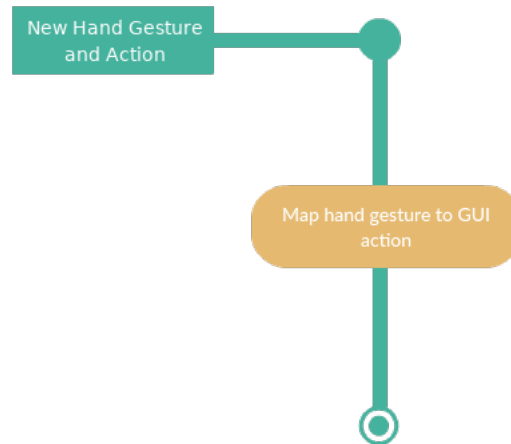 New Hand Gesture
and Action
Map hand gesture to GUI
action